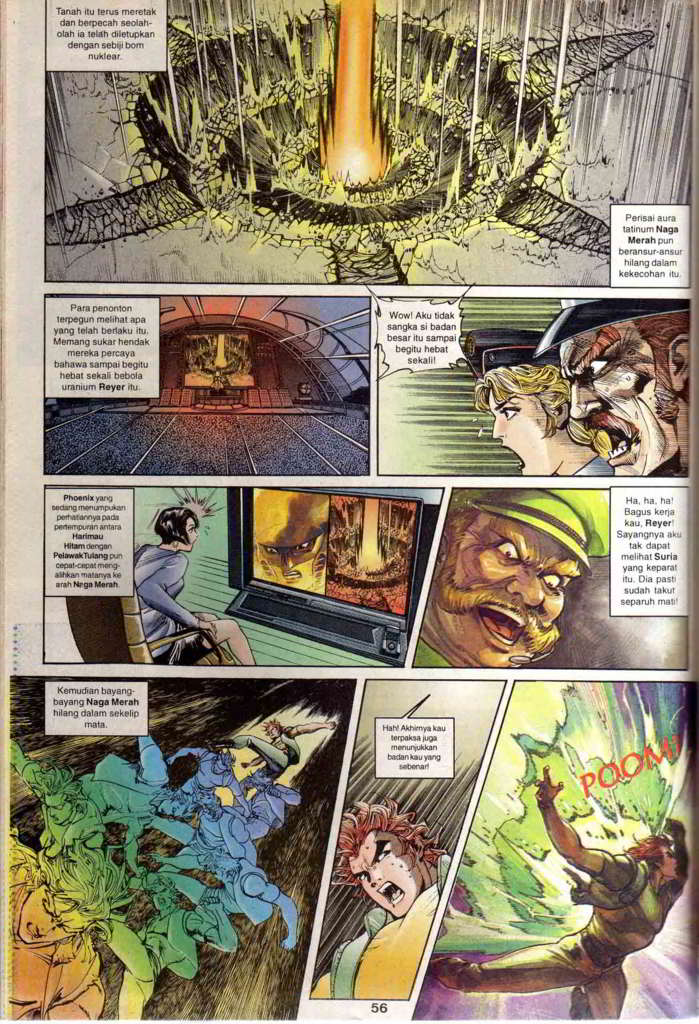 Tanah itu terus meretak
dan berpecah seolah-
olah ia telah diletupkan
dengan sebiji bom
nuklear.
Perisai aura
tatinum Naga
Merah pun
beransur-ansur
hilang dalam
kekecohan itu.
Para penonton
terpegun melihat apa
yang telah berlaku itu.
Memang sukar hendak
mereka percaya
bahawa sampai begitu
hebat sekali bebola
uranium Reyer itu.
Wow! Aku tidak
sangka si badan
besar itu sampai
begitu hebat
sekali!
Phoenix yang
sedang menumpukan
perhatiannya pada
pertempuran antara
Harimau
Hitam dengan
PelawakTulang pun
cepat-cepat meng-
alihkan matanya ke
arah Naga Merah.
Ha, ha, ha!
Bagus kerja
kau, Reyer!
Sayangnya aku
tak dapat
melihat Suria
yang keparat
itu. Dia pasti
sudah takut
separuh mati!
Kemudian bayang-
bayang Naga Merah
hilang dalam sekelip
mata.
Hah! Akhirnya kau
terpaksa juga
menunjukkan
badan kau yang
sebenar!
POOM!
56